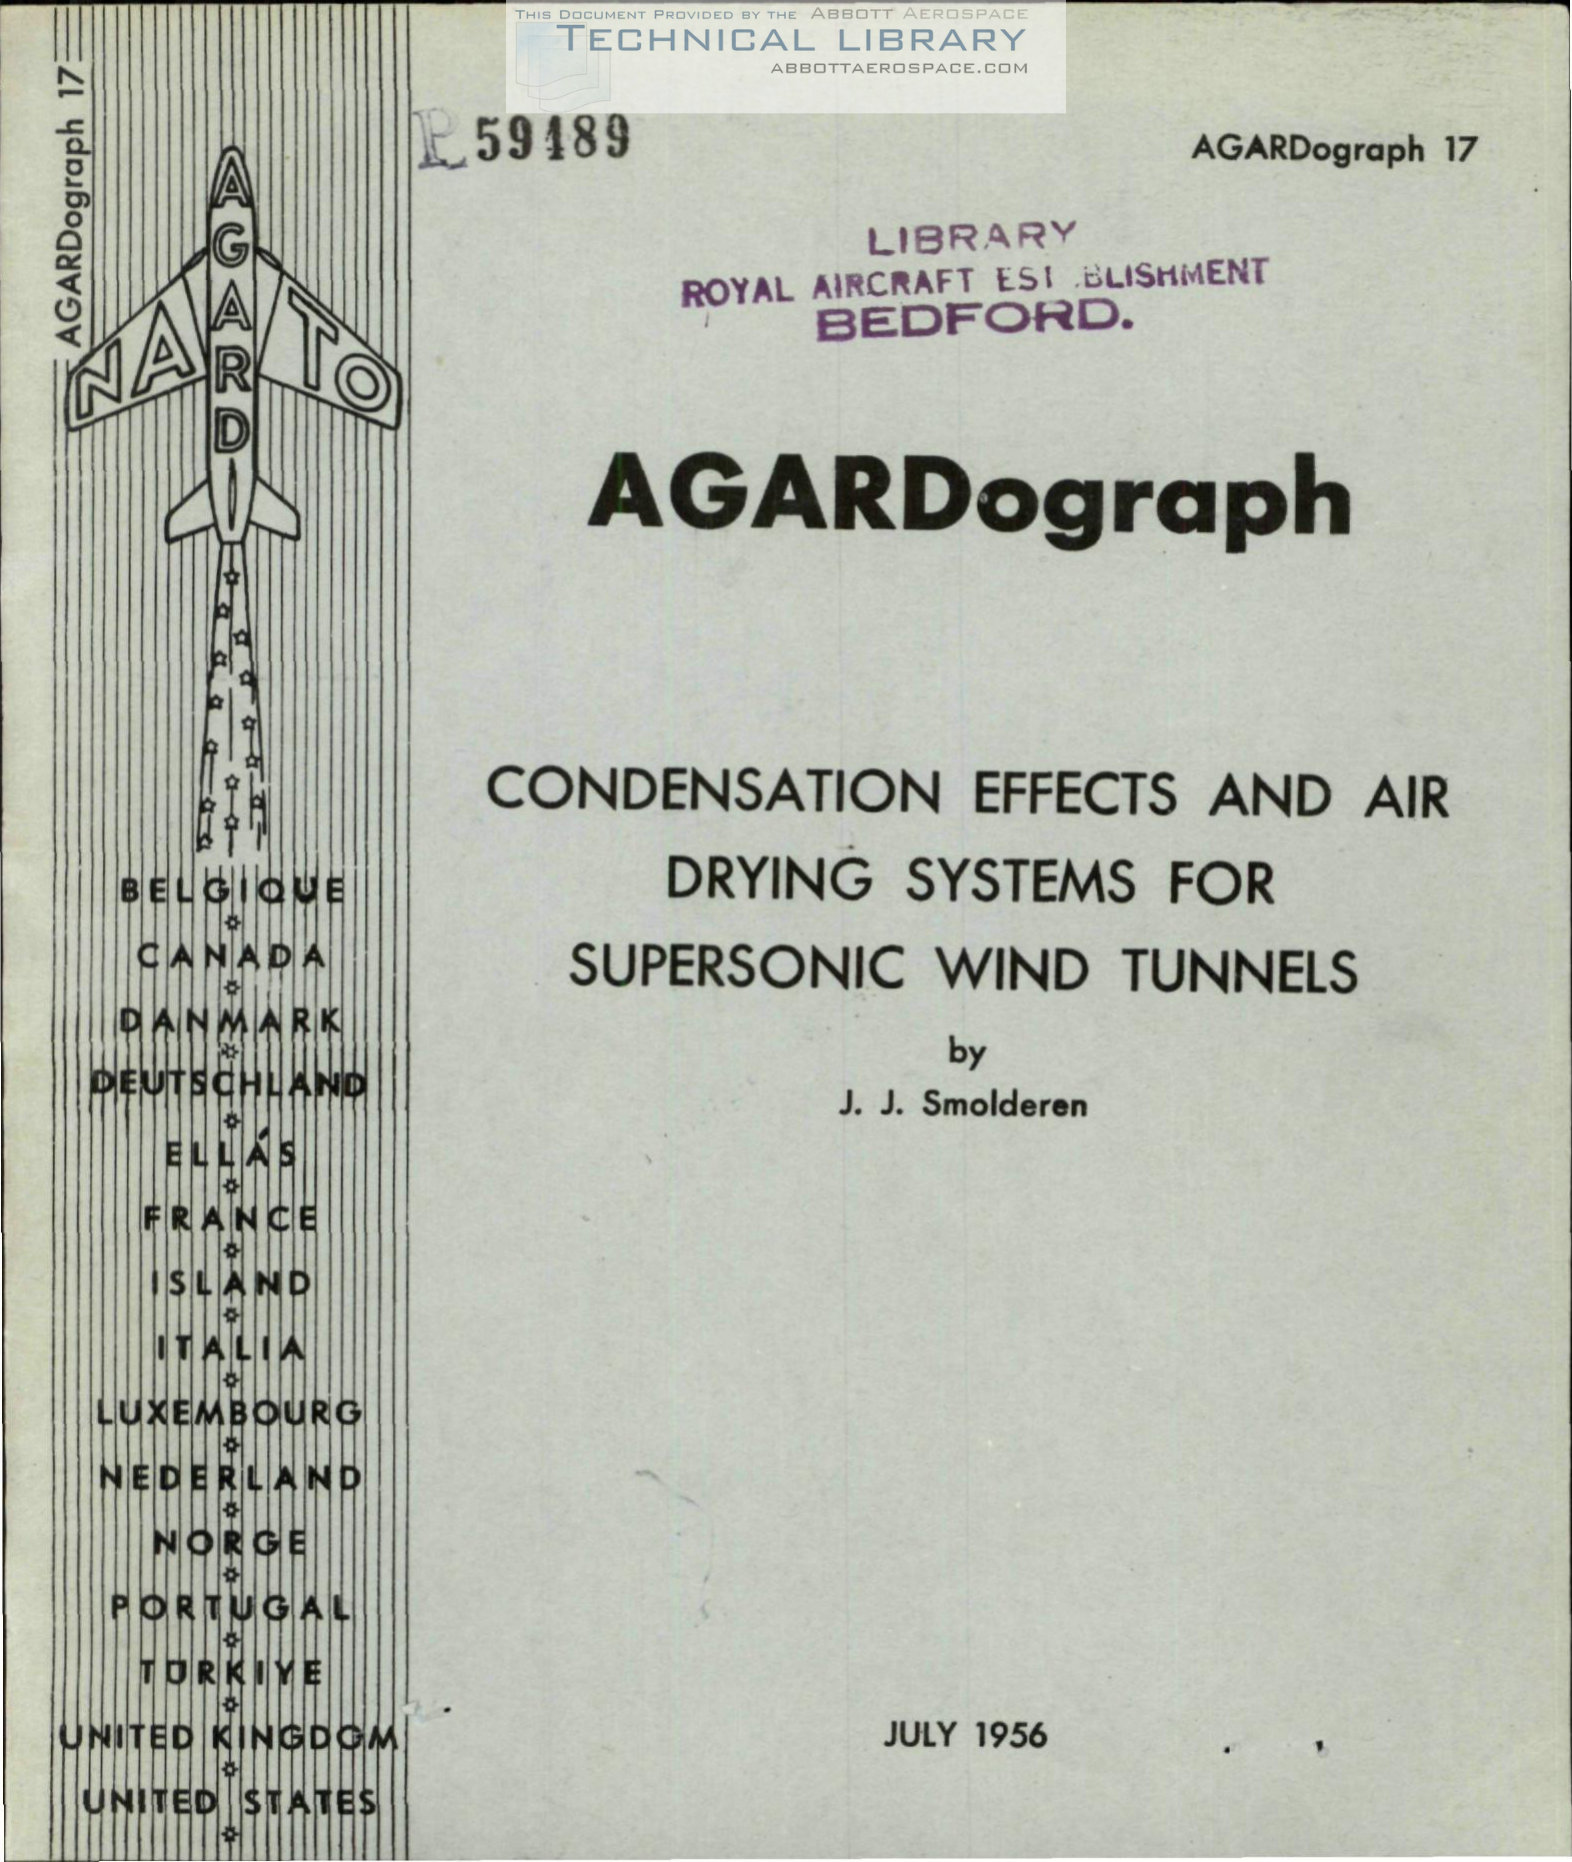 THIS DOCUMENT PROVIDED BY THE ABBOTT AEROSPACE
TECHNICAL LIBRARY
ABBOTTAEROSPACE.COM
AGARDograph 17
P 59489
AGARDograph 17
LIBRARY
ROYAL AIRCRAFT EST BLISHMENT
BEDFORD.
AGARD
NATO
AGARDograph
CONDENSATION EFFECTS AND AIR
DRYING SYSTEMS FOR
SUPERSONIC WIND TUNNELS
by
J. J. Smolderen
JULY 1956
BELGIQUE
CANADA
DANMARK
DEUTSCHLAND
ELLÁS
FRANCE
ISLAND
ITALIA
LUXEMBOURG
NEDERLAND
NORGE
PORTUGAL
TÜRKIYE
UNITED KINGDOM
UNITED STATES